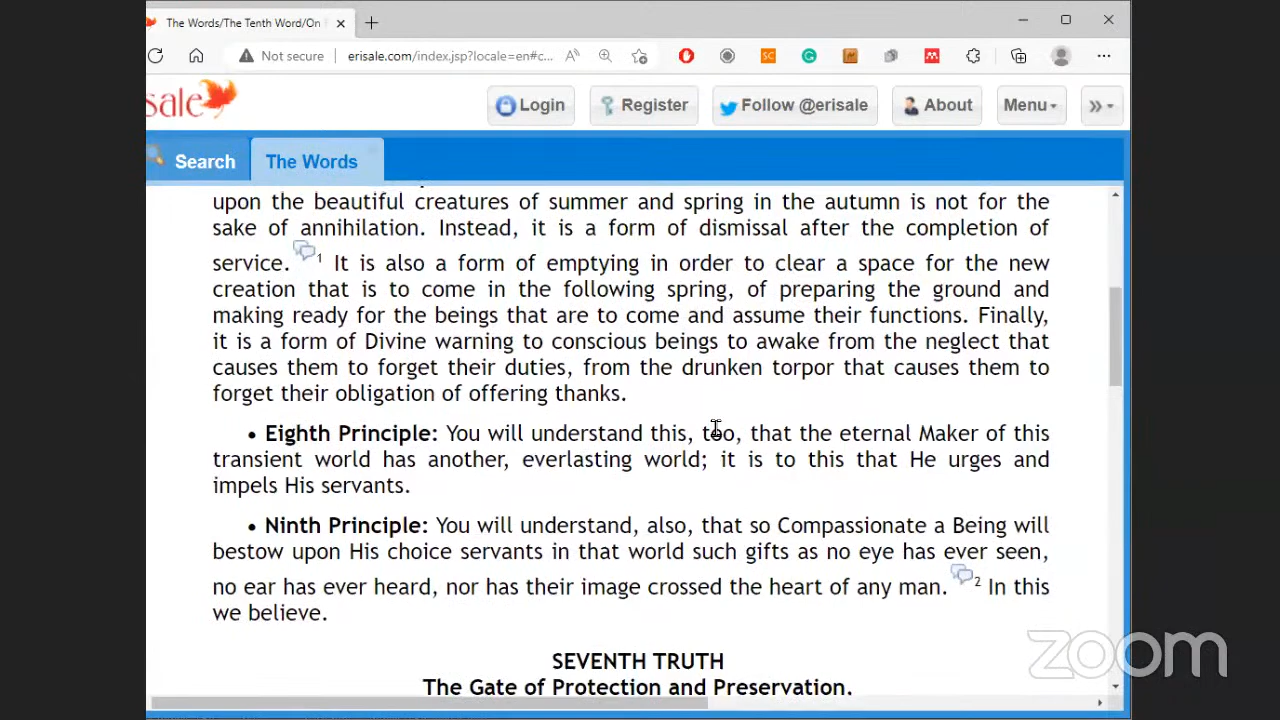 The Words/The Tenth Word/On
Not secure erisale.com/index.jsp?locale=en#c...
isale Login Register Follow @erisale About Menu
Search The Words
upon the beautiful creatures of summer and spring in the autumn is not for the
sake of annihilation. Instead, it is a form of dismissal after the completion of
service. 1 It is also a form of emptying in order to clear a space for the new
creation that is to come in the following spring, of preparing the ground and
making ready for the beings that are to come and assume their functions. Finally,
it is a form of Divine warning to conscious beings to awake from the neglect that
causes them to forget their duties, from the drunken torpor that causes them to
forget their obligation of offering thanks.
• Eighth Principle: You will understand this, too, that the eternal Maker of this
transient world has another, everlasting world; it is to this that He urges and
impels His servants.
• Ninth Principle: You will understand, also, that so Compassionate a Being will
bestow upon His choice servants in that world such gifts as no eye has ever seen,
no ear has ever heard, nor has their image crossed the heart of any man. 2 In this
we believe.
SEVENTH TRUTH
The Gate of Protection and Preservation.
zoom